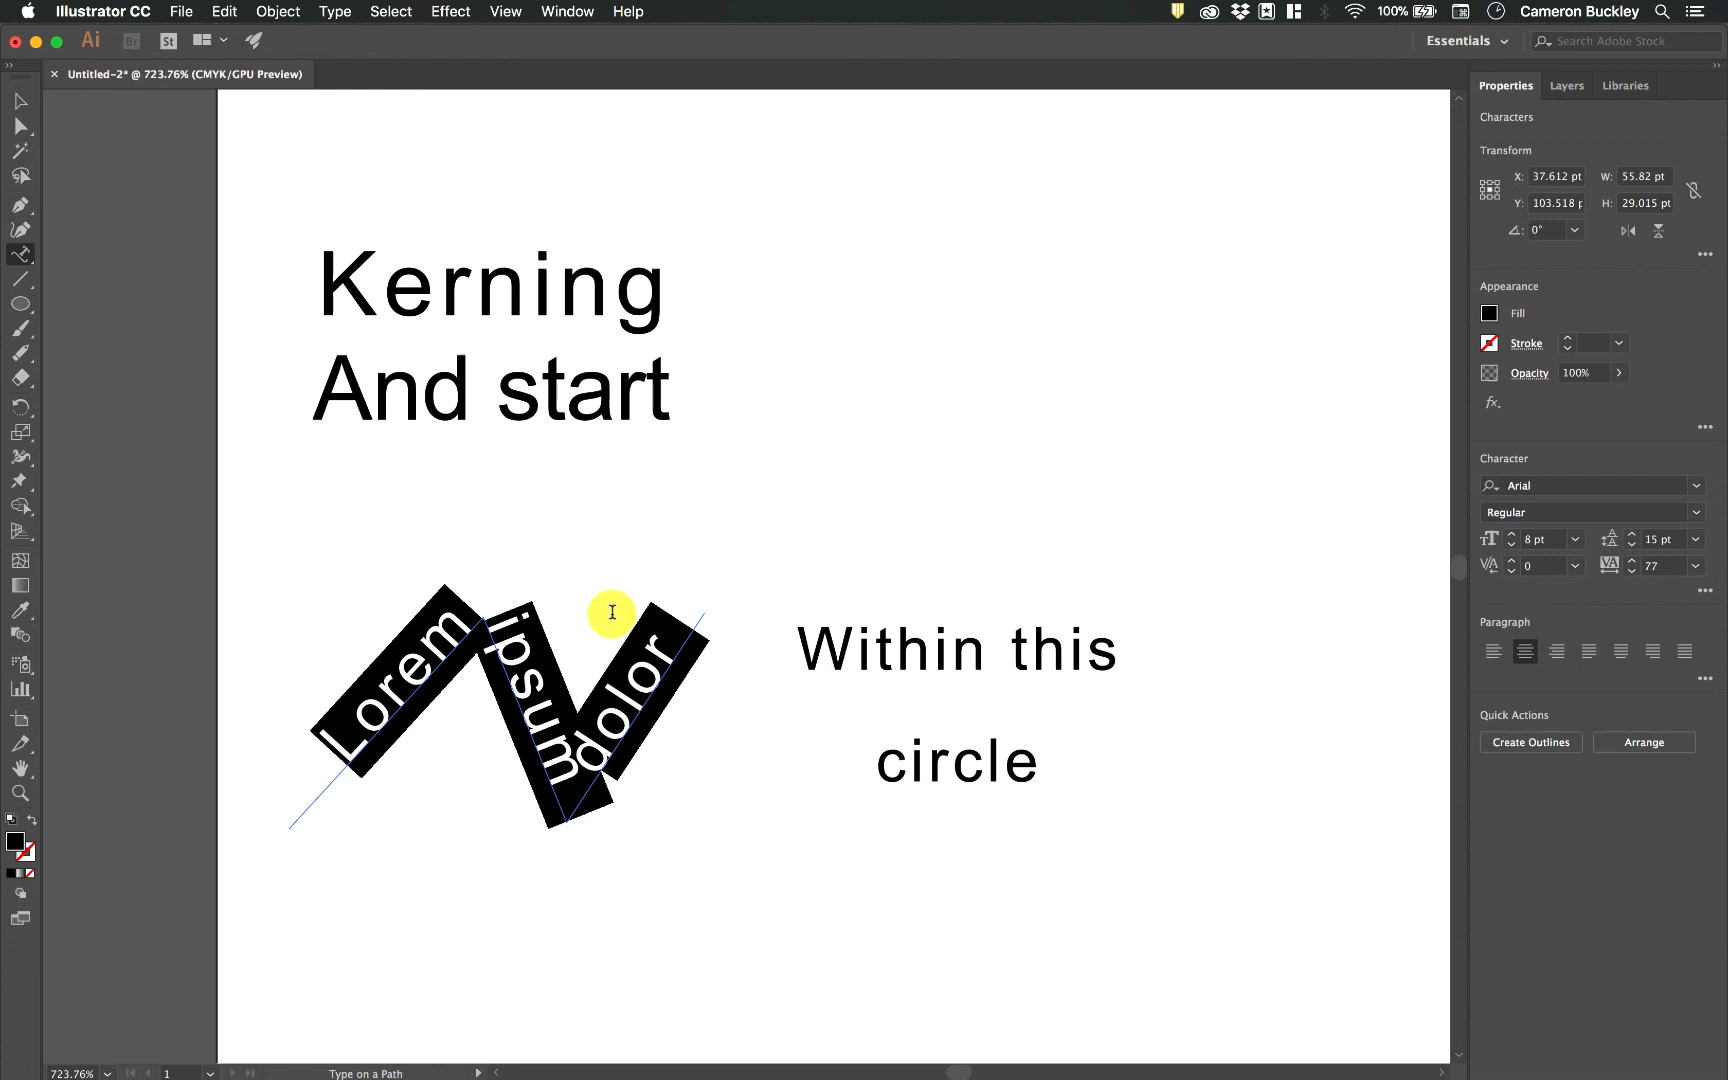 Illustrator CC File Edit Object Type Select Effect View Window Help 100% Cameron Buckley
Ai Br St Essentials Search Adobe Stock
Untitled-2* @ 723.76% (CMYK/GPU Preview)
Properties Layers Libraries
Characters
Transform
X: 37.612 pt W: 55.82 pt
Y: 103.518 p H: 29.015 pt
0°
Appearance
Fill
Stroke
Opacity 100%
fx.
Character
Arial
Regular
8 pt 15 pt
0 77
Paragraph
Quick Actions
Create Outlines Arrange
Kerning
And start
Lorem ipsum dolor
Within this
circle
723.76% 1 Type on a Path